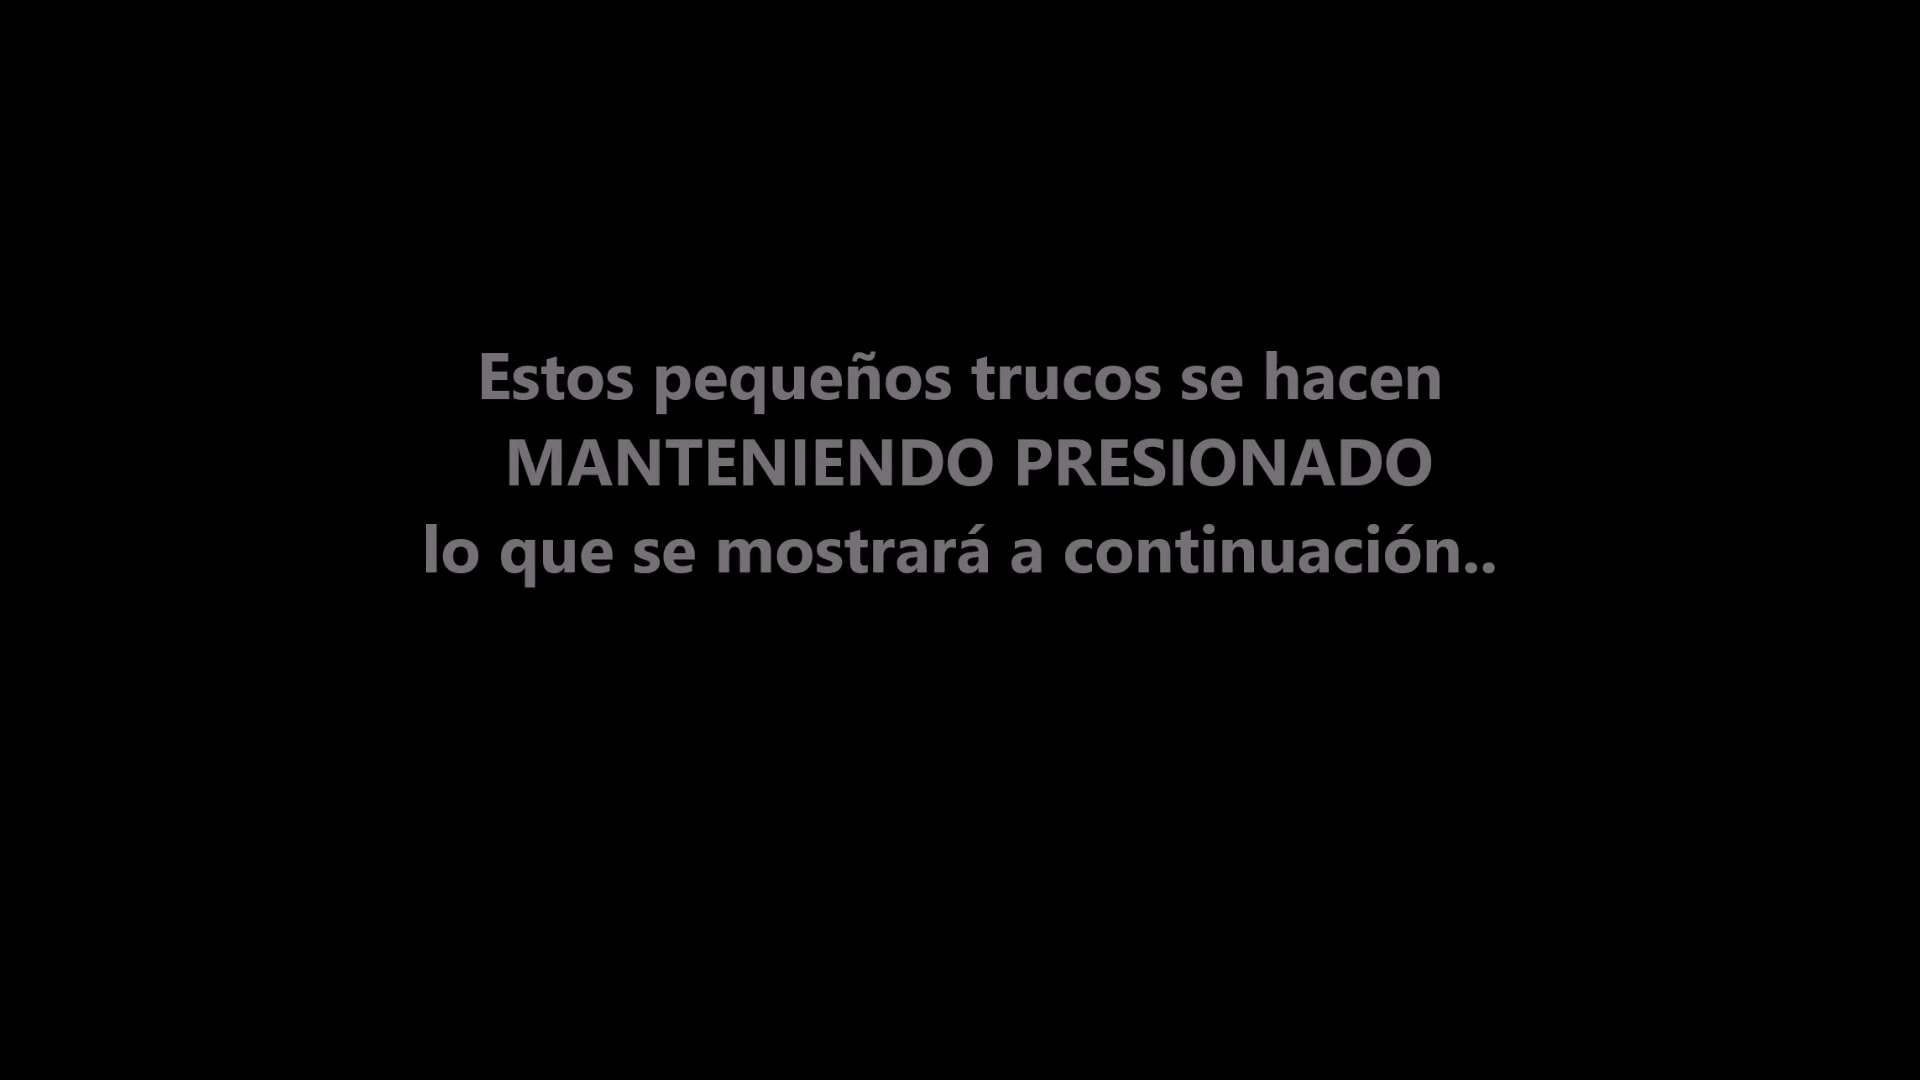 Estos pequeños trucos se hacen
MANTENIENDO PRESIONADO
lo que se mostrará a continuación..